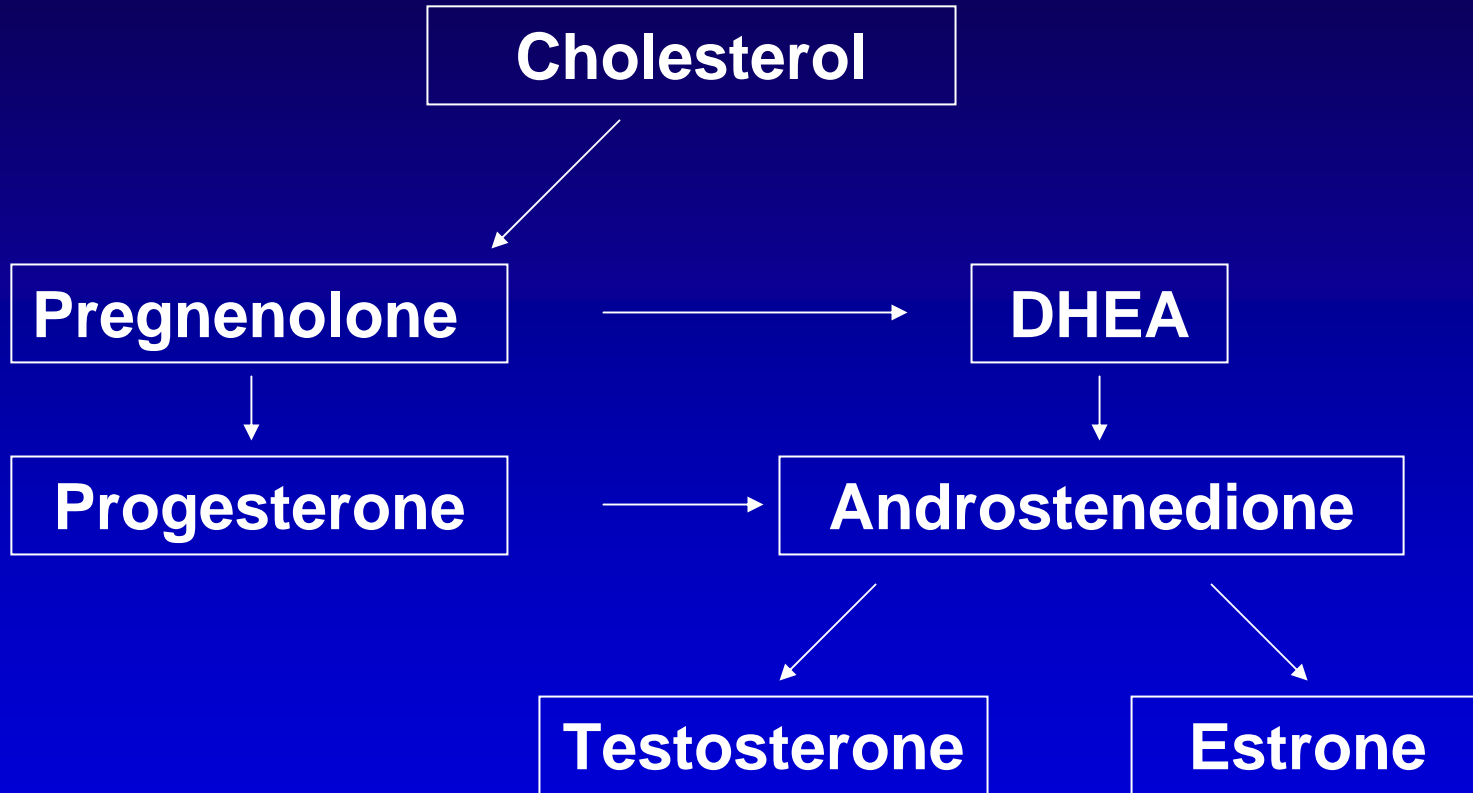 Cholesterol
Pregnenolone
DHEA
Progesterone
Androstenedione
Testosterone
Estrone